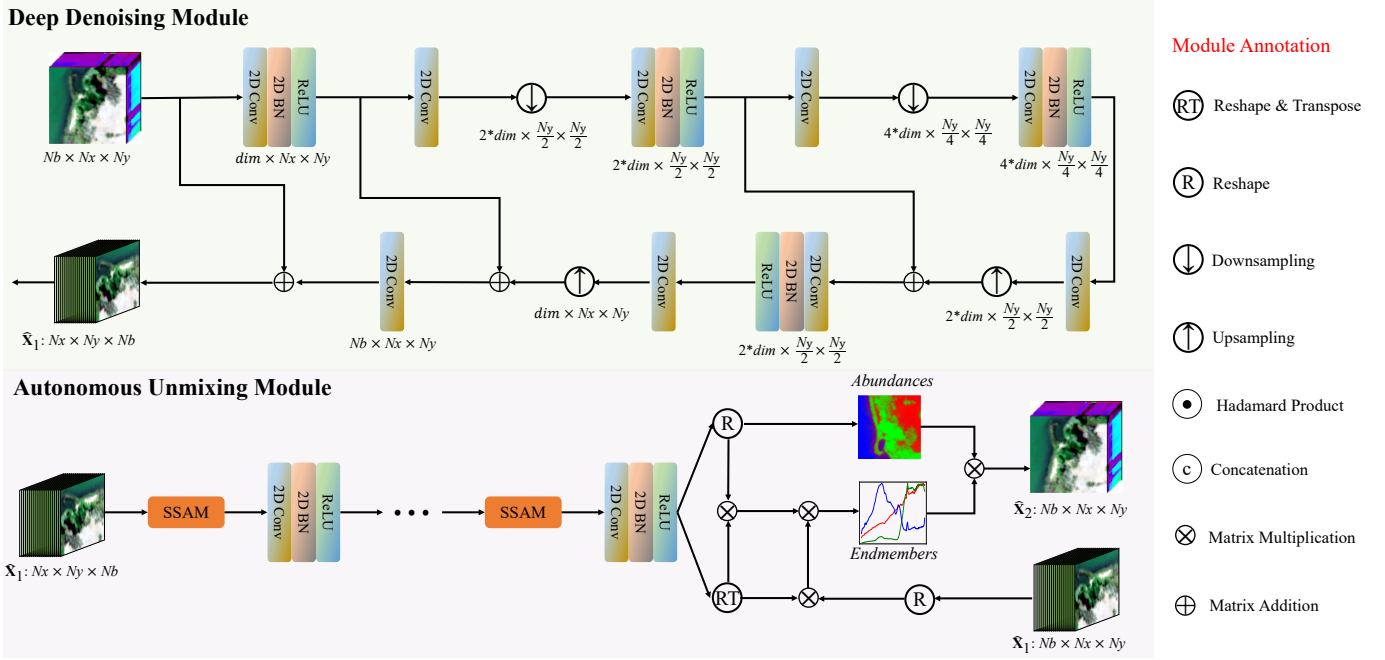 Deep Denoising Module
2D Conv
2D BN
ReLU
2D Conv
2D Conv
2D BN
ReLU
2D Conv
2D Conv
2D BN
ReLU
Nb × Nx × Ny
dim × Nx × Ny
2*dim × Ny/2 × Ny/2
2*dim × Ny/2 × Ny/2
4*dim × Ny/4 × Ny/4
4*dim × Ny/4 × Ny/4
2D Conv
2D Conv
ReLU
2D BN
2D Conv
2D Conv
X̂₁: Nx × Ny × Nb
Nb × Nx × Ny
dim × Nx × Ny
2*dim × Ny/2 × Ny/2
2*dim × Ny/2 × Ny/2
Autonomous Unmixing Module
X̂₁: Nx × Ny × Nb
SSAM
2D Conv
2D BN
ReLU
SSAM
2D Conv
2D BN
ReLU
R
RT
Abundances
Endmembers
R
X̂₂: Nb × Nx × Ny
X̂₁: Nb × Nx × Ny
Module Annotation
RT Reshape & Transpose
R Reshape
Downsampling
Upsampling
Hadamard Product
c Concatenation
Matrix Multiplication
Matrix Addition